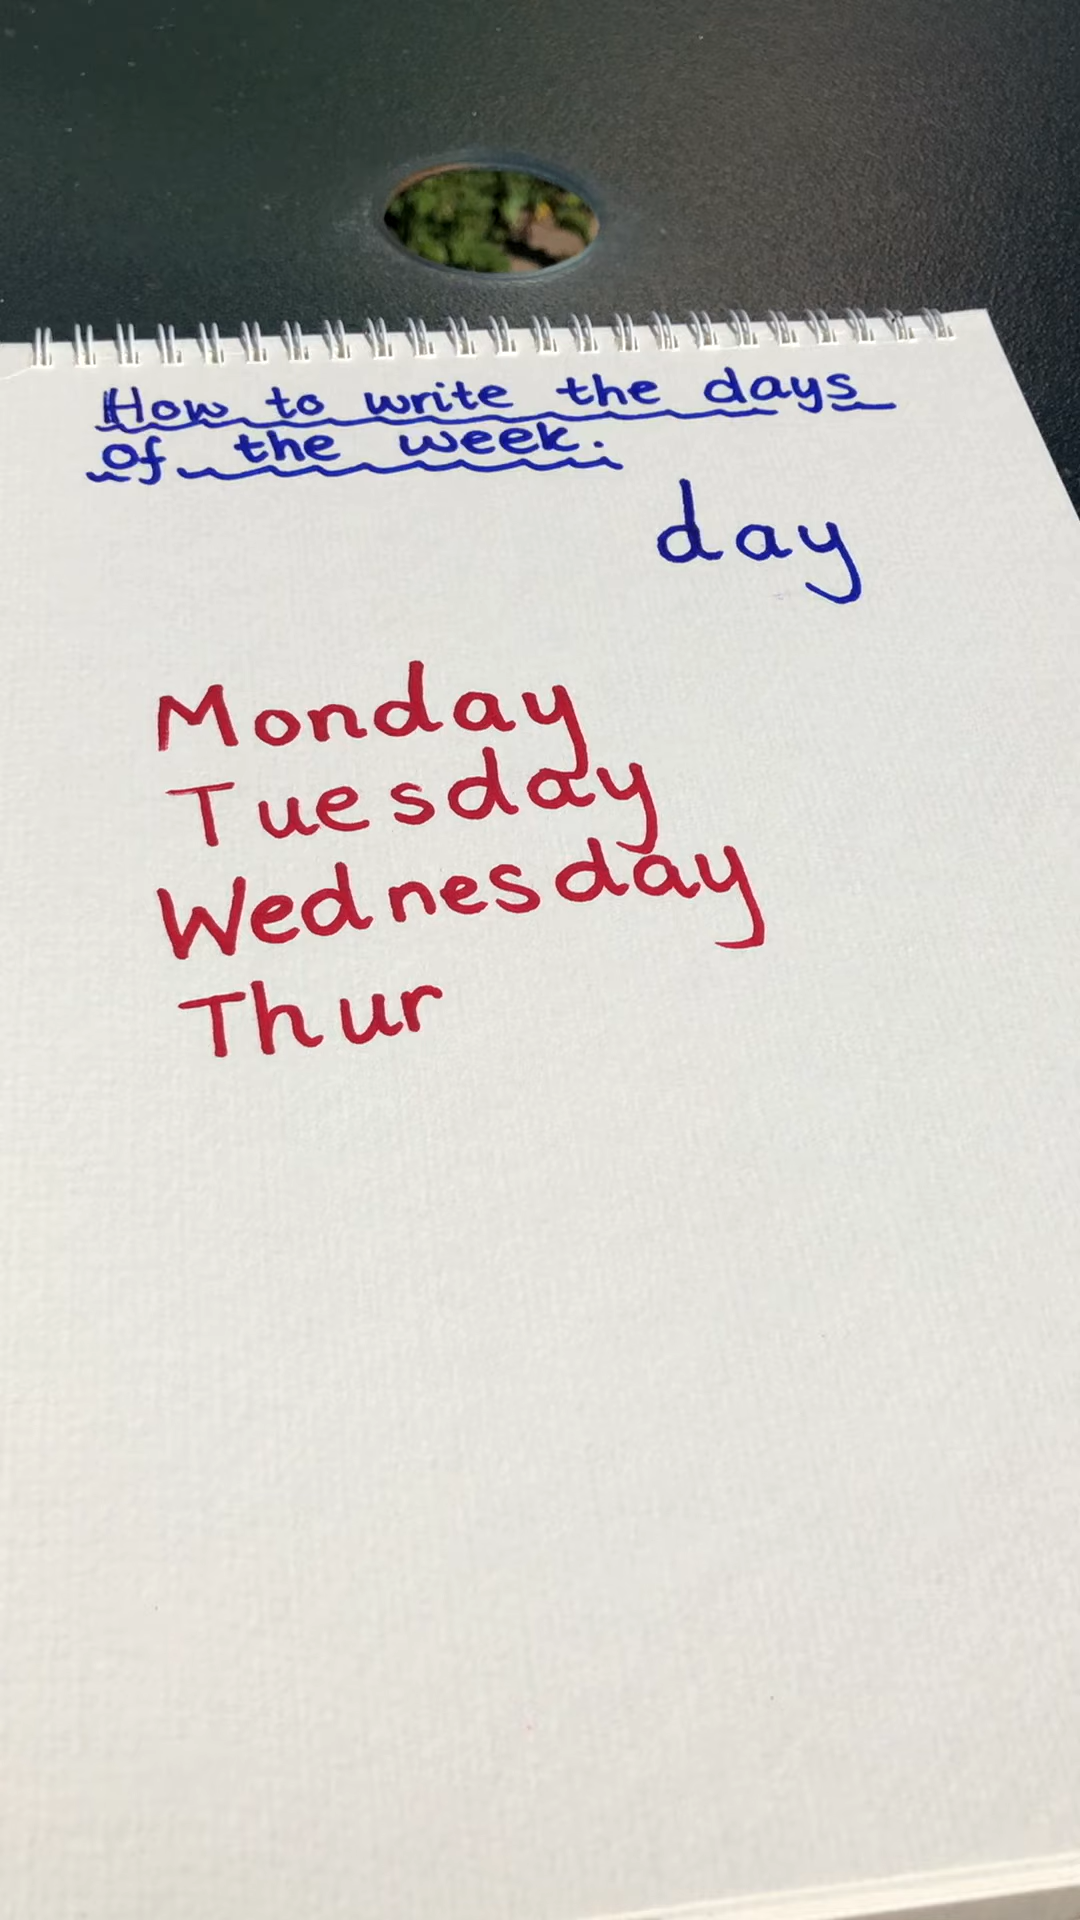 How to write the days
of the week.
day
Monday
Tuesday
Wednesday
Thur